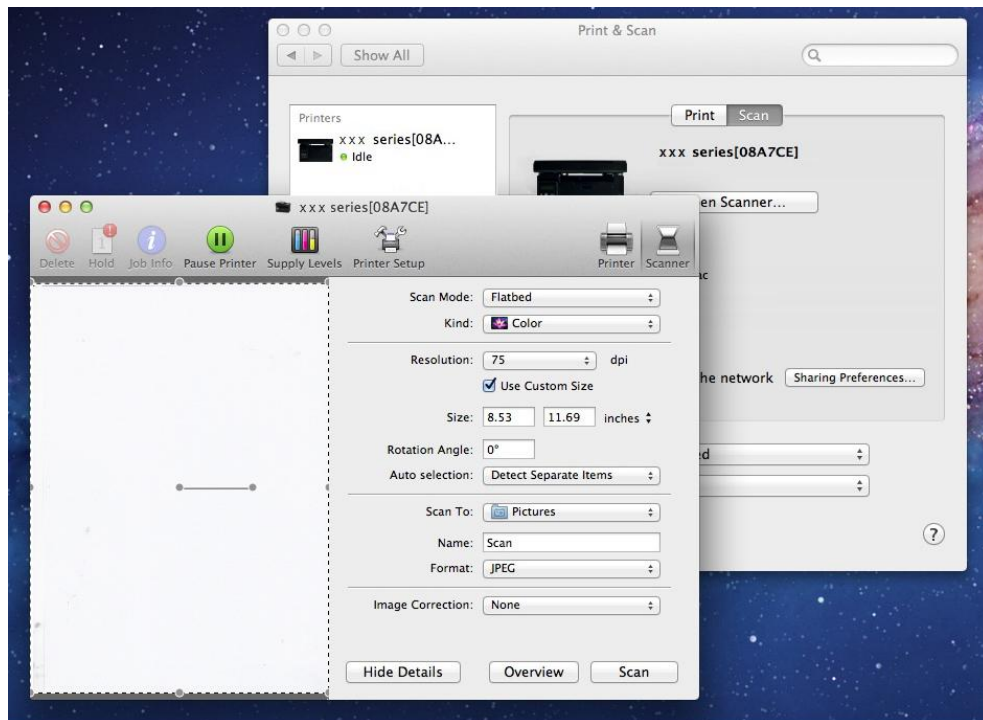 Print & Scan
Show All
Printers
xxx series[08A...
Idle
Print Scan
xxx series[08A7CE]
en Scanner...
ac
he network Sharing Preferences...
ed
?
xxx series[08A7CE]
Delete Hold Job Info Pause Printer Supply Levels Printer Setup Printer Scanner
Scan Mode: Flatbed
Kind: Color
Resolution: 75 dpi
Use Custom Size
Size: 8.53 11.69 inches
Rotation Angle: 0°
Auto selection: Detect Separate Items
Scan To: Pictures
Name: Scan
Format: JPEG
Image Correction: None
Hide Details Overview Scan